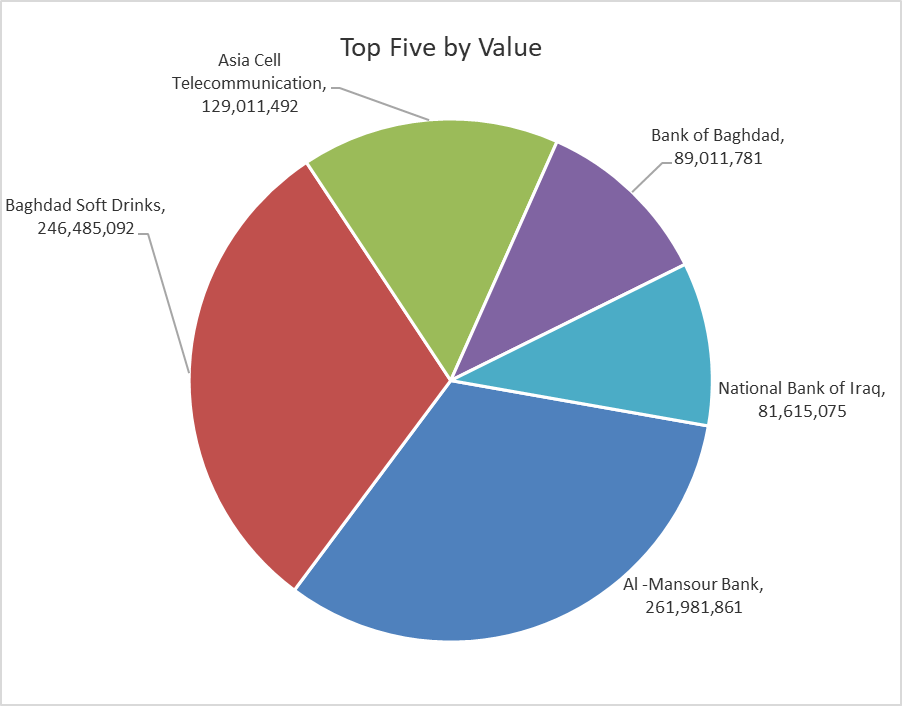 Top Five by Value
Asia Cell
Telecommunication,
129,011,492
Bank of Baghdad,
89,011,781
Baghdad Soft Drinks,
246,485,092
National Bank of Iraq,
81,615,075
Al -Mansour Bank,
261,981,861